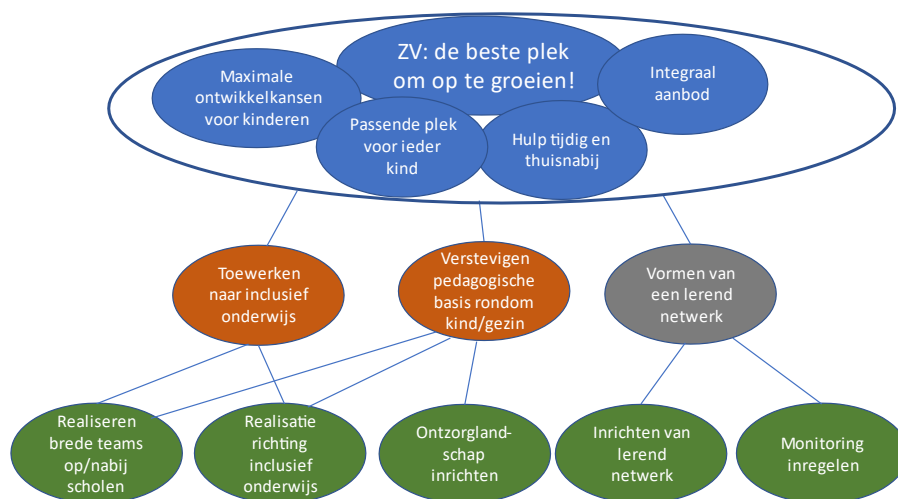 ZV: de beste plek
om op te groeien!
Maximale
ontwikkelkansen
voor kinderen
Integraal
aanbod
Passende plek
voor ieder
kind
Hulp tijdig en
thuisnabij
Toewerken
naar inclusief
onderwijs
Verstevigen
pedagogische
basis rondom
kind/gezin
Vormen van
een lerend
netwerk
Realiseren
brede teams
op/nabij
scholen
Realisatie
richting
inclusief
onderwijs
Ontzorgland-
schap
inrichten
Inrichten van
lerend
netwerk
Monitoring
inregelen